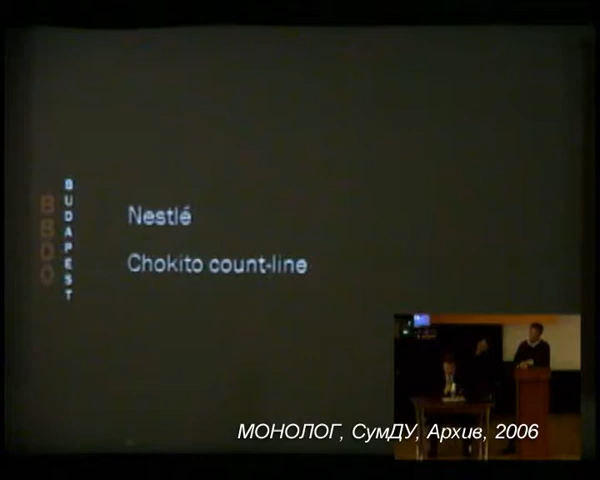 BBDO
BUDAPEST
Nestlé
Chokito count-line
МОНОЛОГ, СумДУ, Архив, 2006